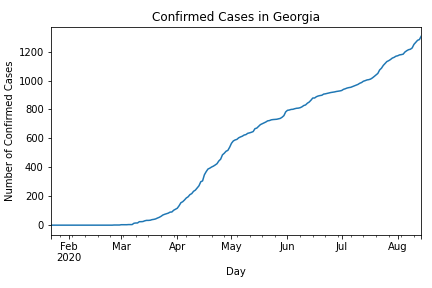 Confirmed Cases in Georgia
Number of Confirmed Cases
1200
1000
800
600
400
200
0
Feb Mar Apr May Jun Jul Aug
2020
Day